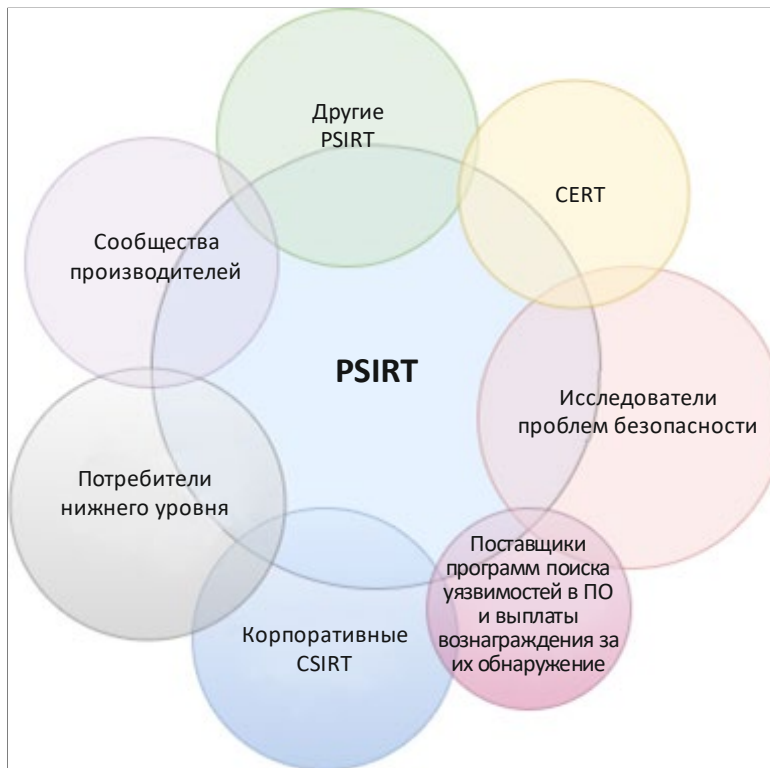 Другие
PSIRT
CERT
Сообщества
производителей
PSIRT
Исследователи
проблем безопасности
Потребители
нижнего уровня
Поставщики
программ поиска
уязвимостей в ПО
и выплаты
вознаграждения за
их обнаружение
Корпоративные
CSIRT